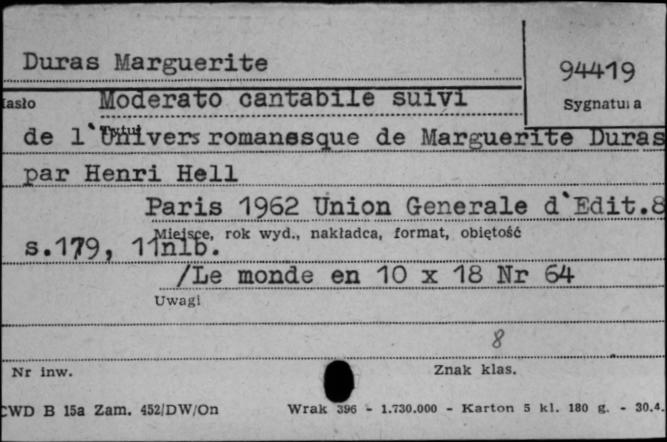 Duras Marguerite
94419
Hasło
Moderato cantabile suivi
Sygnatura
Tytuł
de l`Univers romanesque de Marguerite Duras
par Henri Hell
Paris 1962 Union Generale d`Edit.8
Miejsce, rok wyd., nakładca, format, objętość
s.179, 11nlb.
/Le monde en 10 x 18 Nr 64
Uwagi
8
Nr inw.
Znak klas.
CWD B 15a Zam. 452/DW/On
Wrak 396 - 1.730.000 - Karton 5 kl. 180 g. - 30.4.